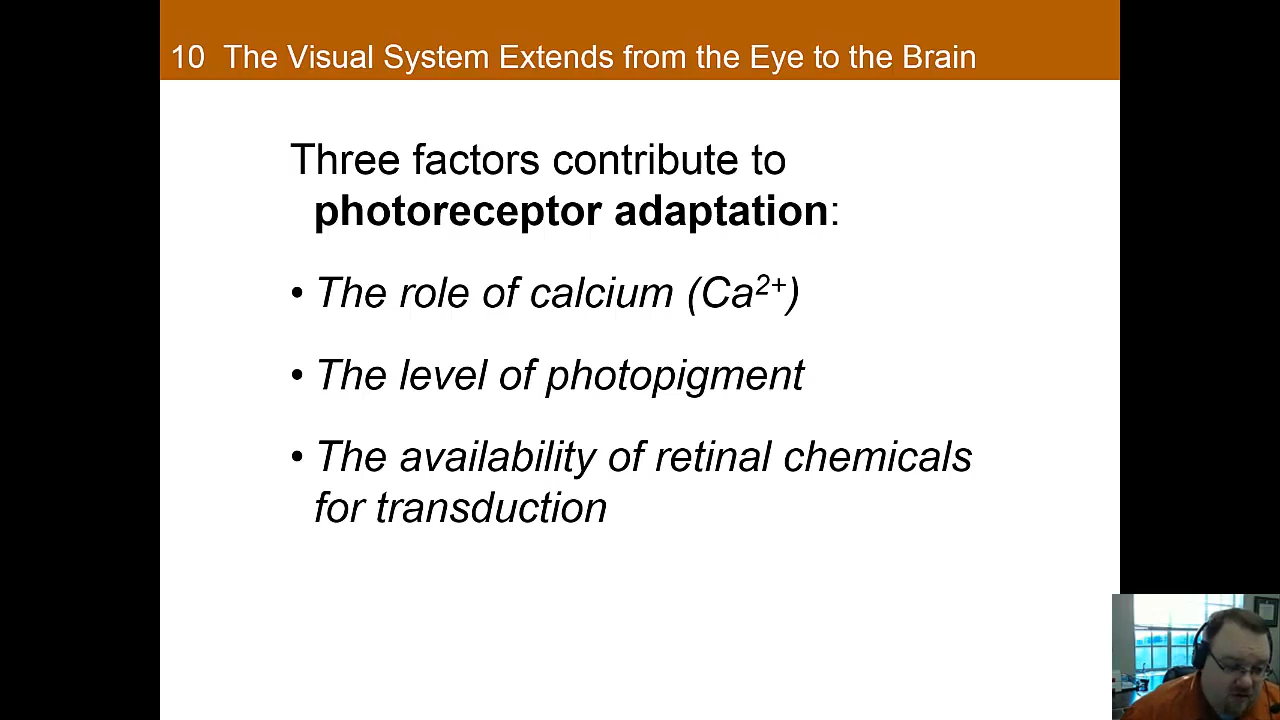 10 The Visual System Extends from the Eye to the Brain
Three factors contribute to
photoreceptor adaptation:
• The role of calcium (Ca²⁺)
• The level of photopigment
• The availability of retinal chemicals
for transduction